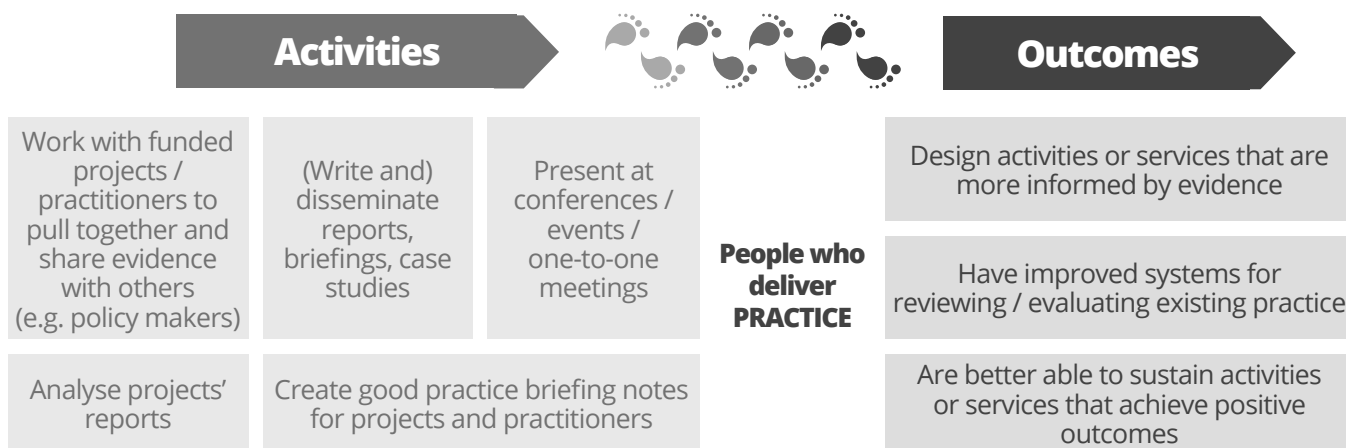 Activities
Outcomes
Work with funded
projects /
practitioners to
pull together and
share evidence
with others
(e.g. policy makers)
(Write and)
disseminate
reports,
briefings, case
studies
Present at
conferences /
events /
one-to-one
meetings
Analyse projects’
reports
Create good practice briefing notes
for projects and practitioners
People who
deliver
PRACTICE
Design activities or services that are
more informed by evidence
Have improved systems for
reviewing / evaluating existing practice
Are better able to sustain activities
or services that achieve positive
outcomes